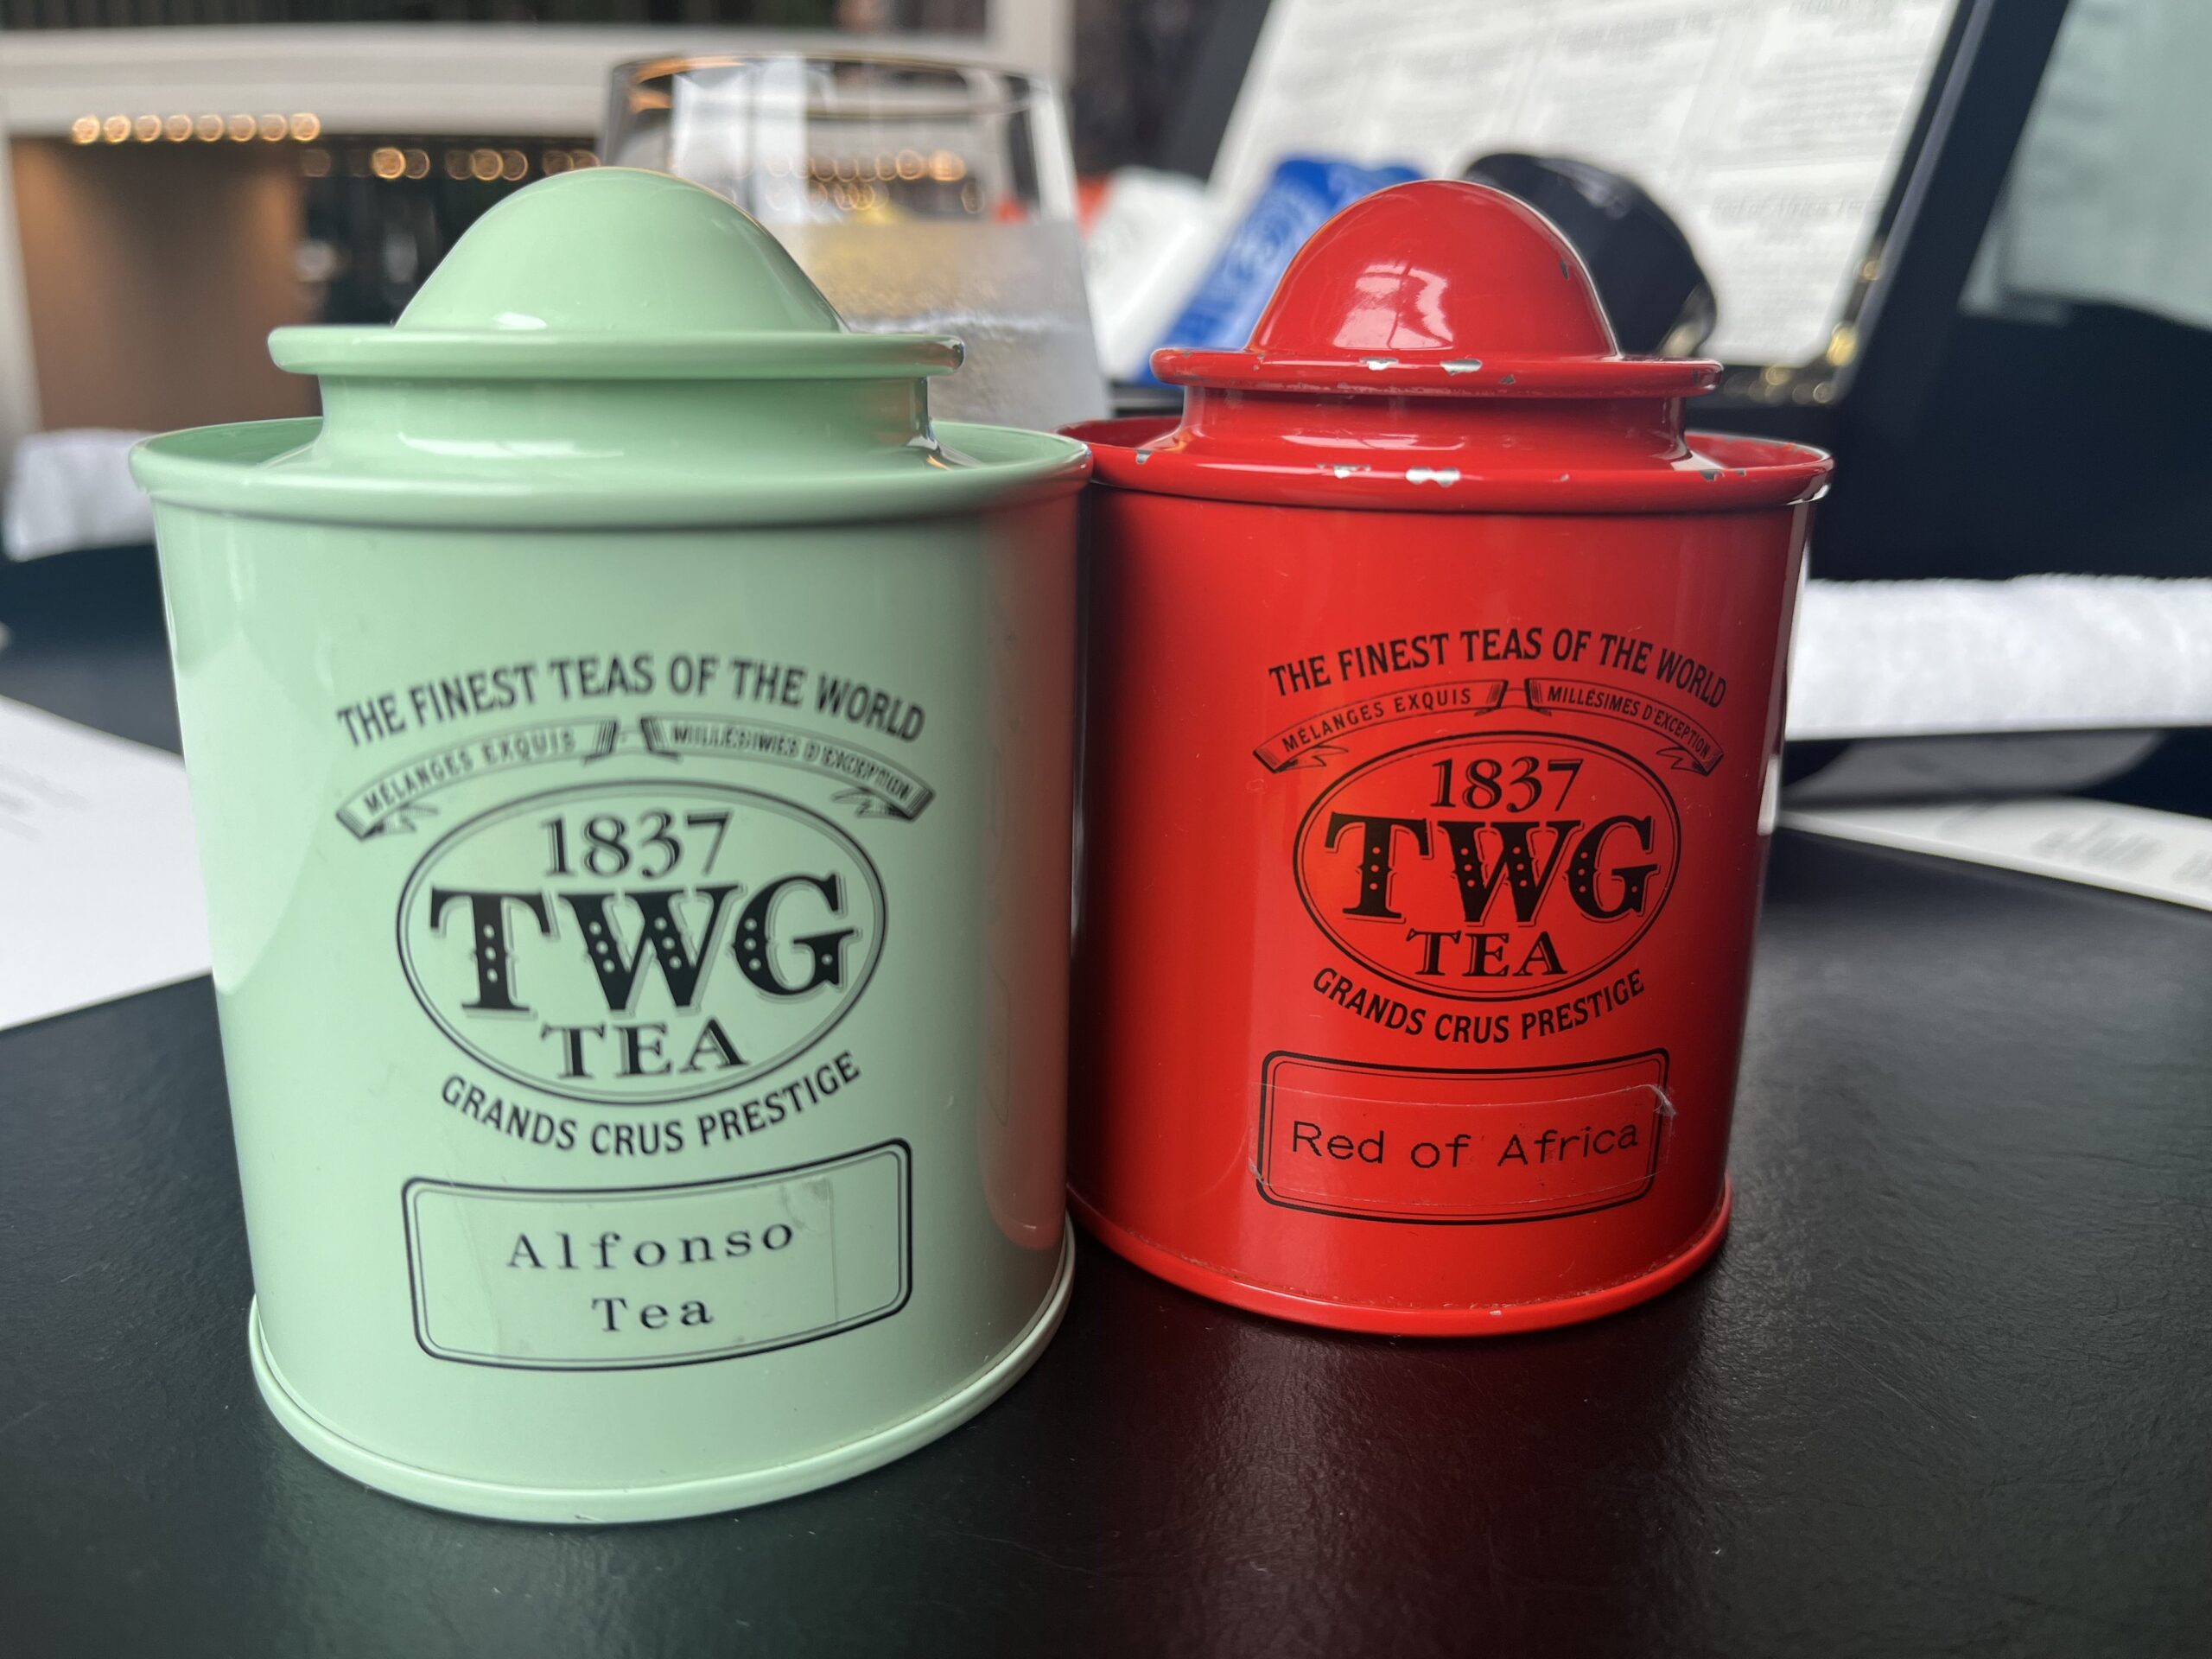 THE FINEST TEAS OF THE WORLD
MÉLANGES EXQUIS MILLÉSIMES D'EXCEPTION
1837
TWG
TEA
GRANDS CRUS PRESTIGE
Alfonso
Tea
THE FINEST TEAS OF THE WORLD
MÉLANGES EXQUIS MILLÉSIMES D'EXCEPTION
1837
TWG
TEA
GRANDS CRUS PRESTIGE
Red of Africa